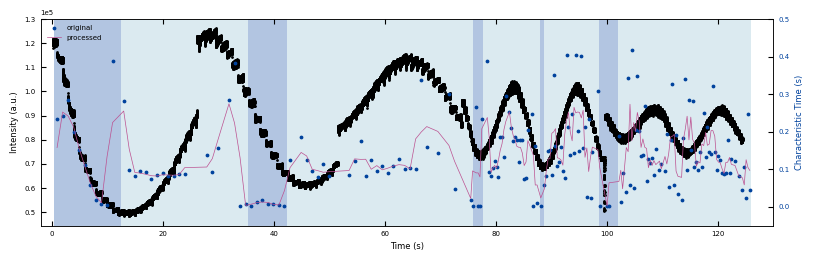 1e5
original
processed
1.3
1.2
1.1
1.0
0.9
0.8
0.7
0.6
0.5
Intensity (a.u.)
0.5
0.4
0.3
0.2
0.1
0.0
Characteristic Time (s)
0 20 40 60 80 100 120
Time (s)